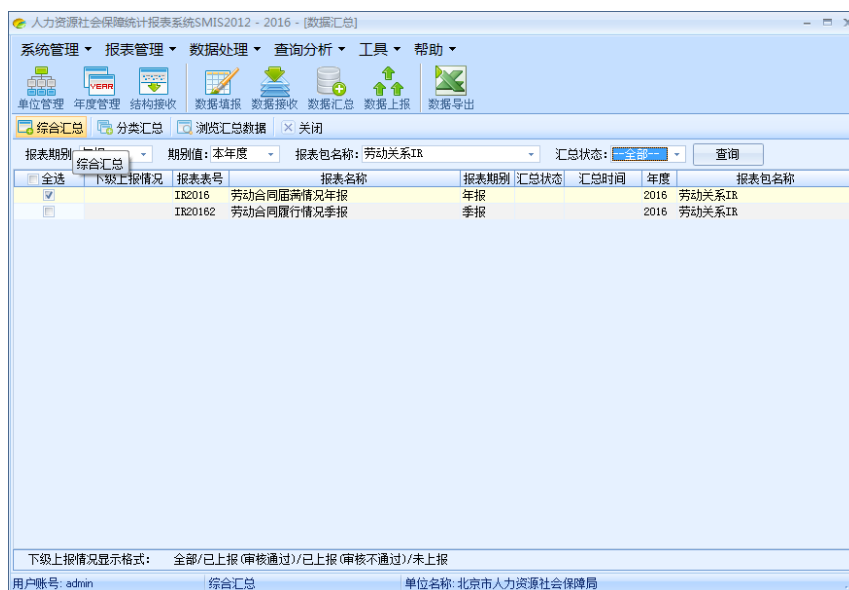 人力资源社会保障统计报表系统SMIS2012 - 2016 - [数据汇总]
系统管理 报表管理 数据处理 查询分析 工具 帮助
单位管理 年度管理 结构接收 数据填报 数据接收 数据汇总 数据上报 数据导出
综合汇总 分类汇总 浏览汇总数据 关闭
报表期别 期别值: 本年度 报表包名称: 劳动关系IR 汇总状态: --全部-- 查询
综合汇总
全选 下级上报情况 报表表号 报表名称 报表期别 汇总状态 汇总时间 年度 报表包名称
IR2016 劳动合同届满情况年报 年报 2016 劳动关系IR
IR20162 劳动合同履行情况季报 季报 2016 劳动关系IR
下级上报情况显示格式: 全部/已上报(审核通过)/已上报(审核不通过)/未上报
用户账号: admin 综合汇总 单位名称: 北京市人力资源社会保障局